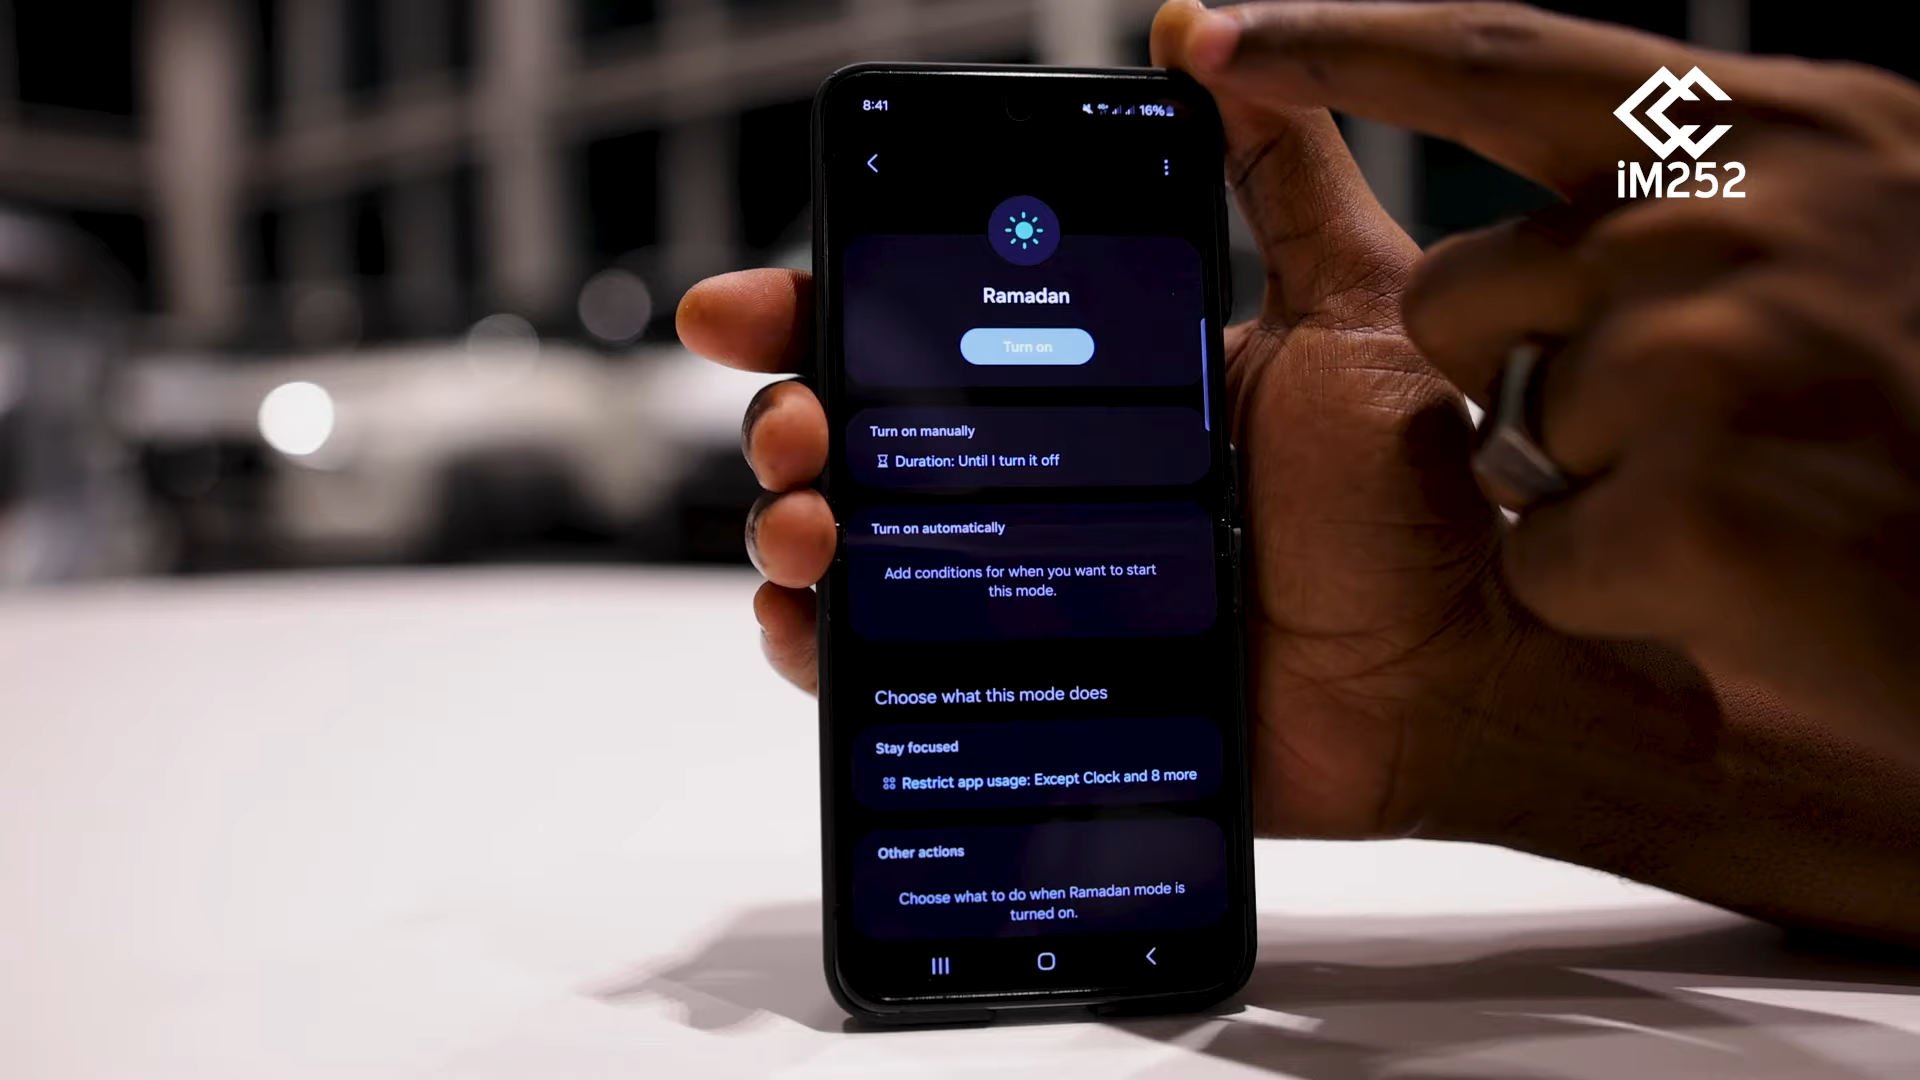 8:41
16%
iM252
Ramadan
Turn on
Turn on manually
Duration: Until I turn it off
Turn on automatically
Add conditions for when you want to start
this mode.
Choose what this mode does
Stay focused
Restrict app usage: Except Clock and 8 more
Other actions
Choose what to do when Ramadan mode is
turned on.